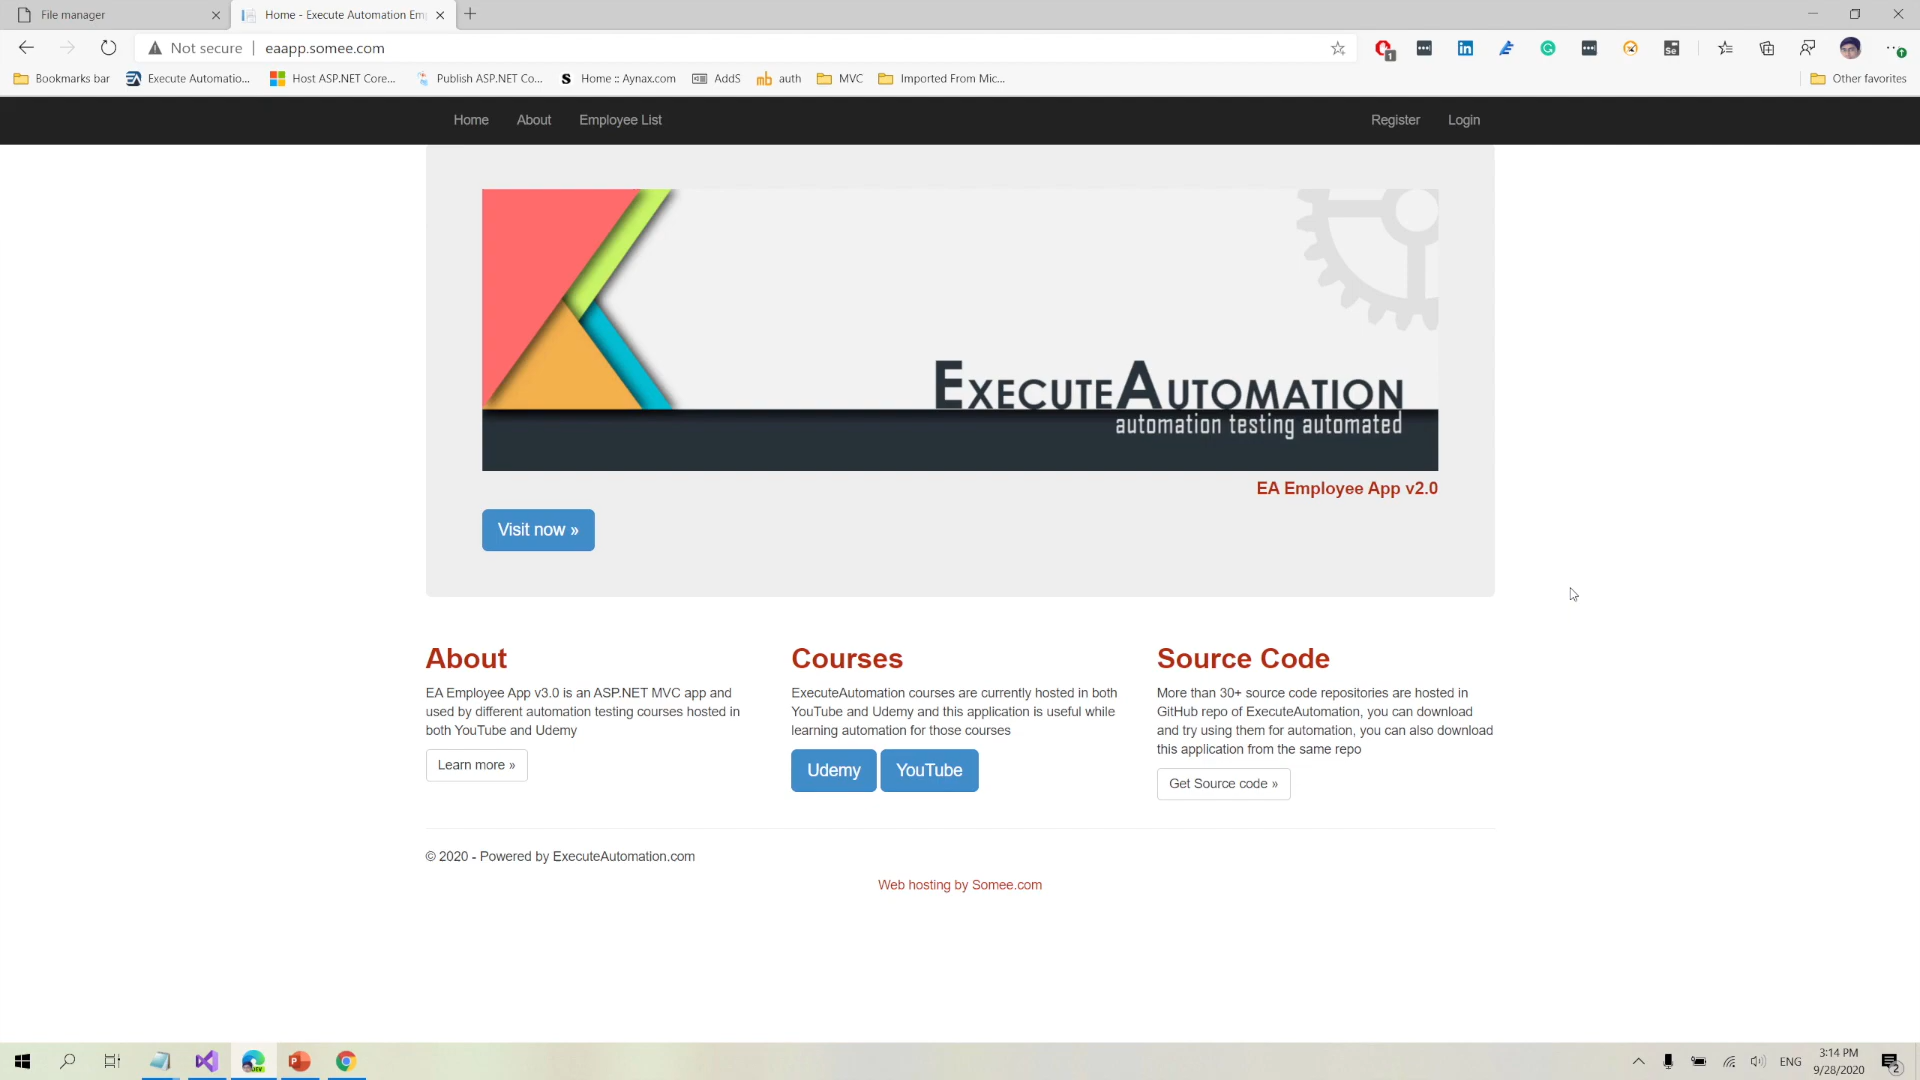 File manager
Home - Execute Automation Em
Not secure
eaapp.somee.com
1
Se
Bookmarks bar
Execute Automatio...
Host ASP.NET Core...
Publish ASP.NET Co...
Home :: Aynax.com
AddS
auth
MVC
Imported From Mic...
Other favorites
Home
About
Employee List
Register
Login
EXECUTEAUTOMATION
automation testing automated
EA Employee App v2.0
Visit now »
About
EA Employee App v3.0 is an ASP.NET MVC app and
used by different automation testing courses hosted in
both YouTube and Udemy
Learn more »
Courses
ExecuteAutomation courses are currently hosted in both
YouTube and Udemy and this application is useful while
learning automation for those courses
Udemy
YouTube
Source Code
More than 30+ source code repositories are hosted in
GitHub repo of ExecuteAutomation, you can download
and try using them for automation, you can also download
this application from the same repo
Get Source code »
© 2020 - Powered by ExecuteAutomation.com
Web hosting by Somee.com
ENG
3:14 PM
9/28/2020
2